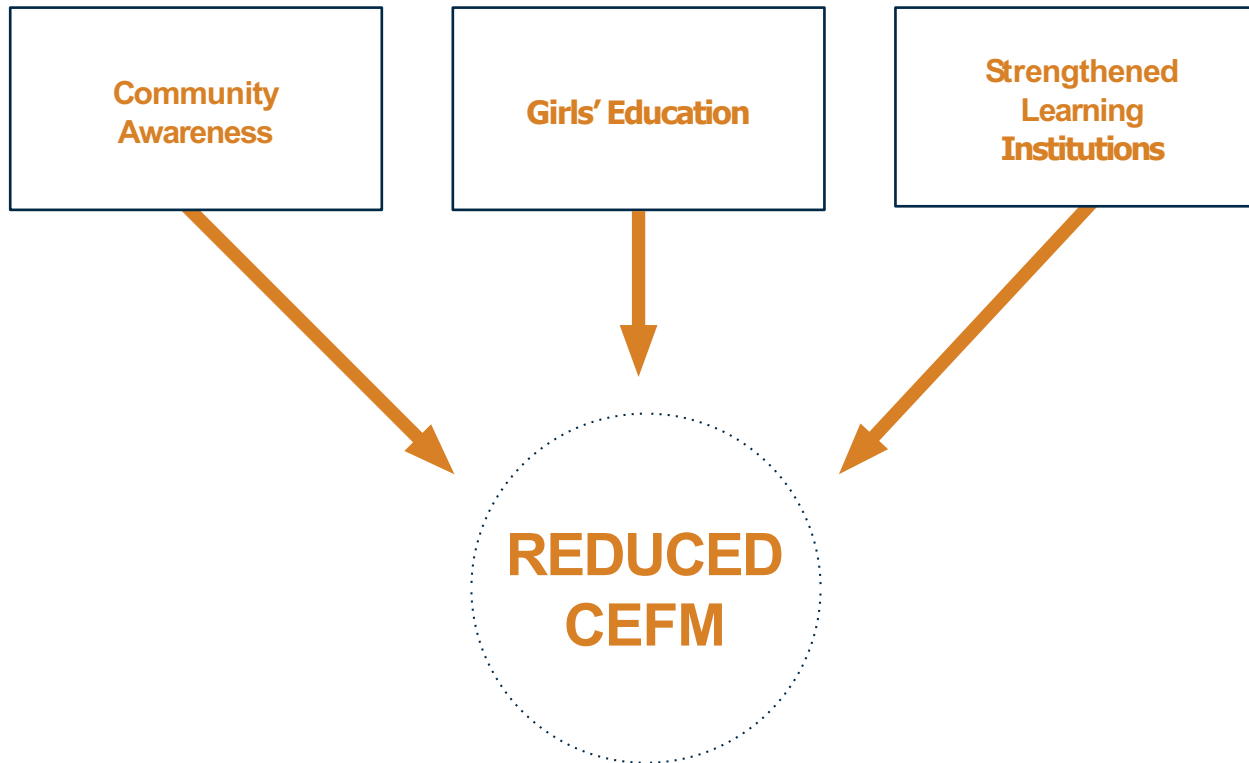 Community
Awareness
Girls' Education
Strengthened
Learning
Institutions
REDUCED
CEFM